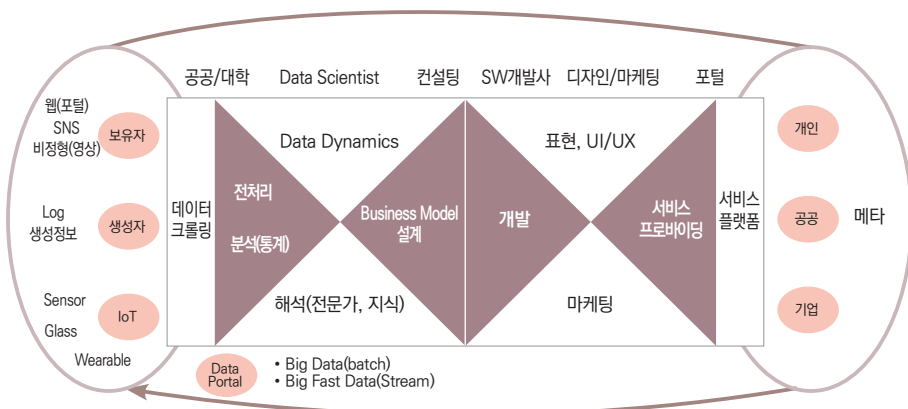 공공/대학 Data Scientist 컨설팅 SW개발사 디자인/마케팅 포털
웹(포털)
SNS
비정형(영상)
보유자
Log
생성정보
생성자
Sensor
Glass
Wearable
IoT
데이터
크롤링
Data Dynamics
전처리
분석(통계)
해석(전문가, 지식)
Business Model
설계
표현, UI/UX
개발
마케팅
서비스
프로바이딩
서비스
플랫폼
개인
공공
기업
메타
Data
Portal
• Big Data(batch)
• Big Fast Data(Stream)